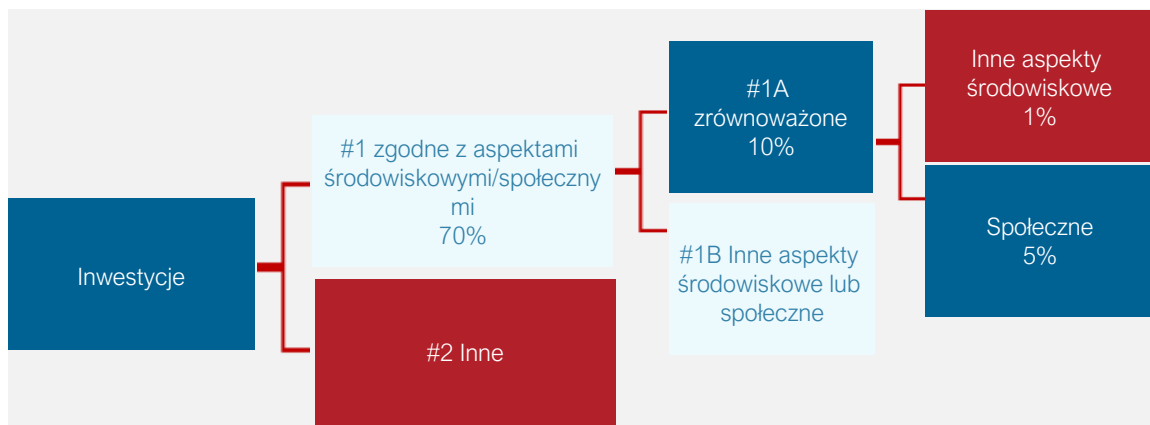 Inwestycje
#1 zgodne z aspektami
środowiskowymi/społeczny
mi
70%
#2 Inne
#1A
zrównoważone
10%
#1B Inne aspekty
środowiskowe lub
społeczne
Inne aspekty
środowiskowe
1%
Społeczne
5%